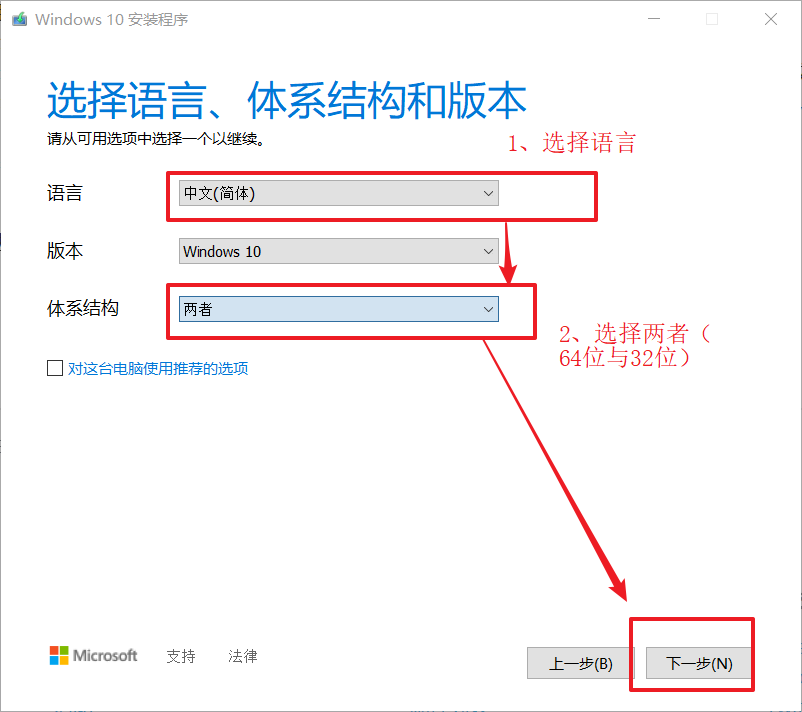 Windows 10 安装程序
选择语言、体系结构和版本
请从可用选项中选择一个以继续。
1、选择语言
语言
中文(简体)
版本
Windows 10
体系结构
两者
2、选择两者（
64位与32位）
对这台电脑使用推荐的选项
Microsoft
支持
法律
上一步(B)
下一步(N)